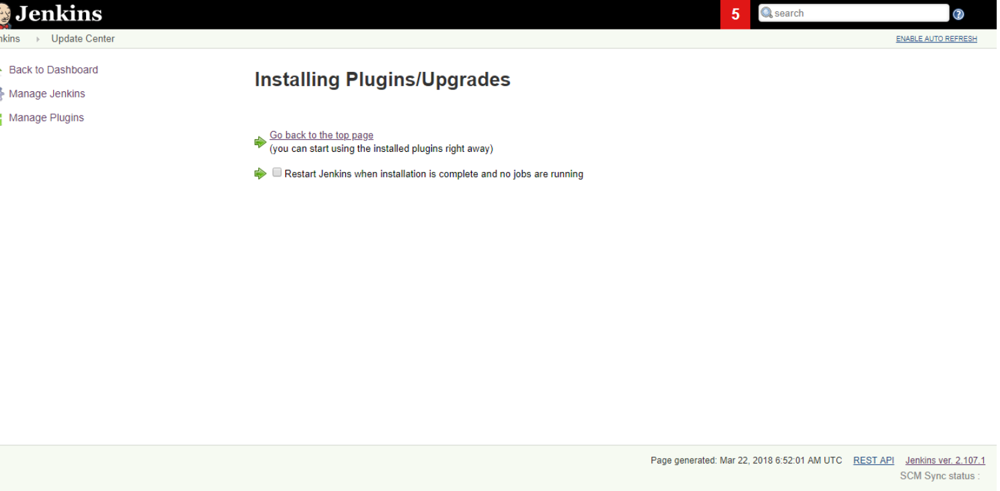 Jenkins
5
search
nkins
Update Center
ENABLE AUTO REFRESH
Back to Dashboard
Manage Jenkins
Manage Plugins
Installing Plugins/Upgrades
Go back to the top page
(you can start using the installed plugins right away)
Restart Jenkins when installation is complete and no jobs are running
Page generated: Mar 22, 2018 6:52:01 AM UTC REST API Jenkins ver. 2.107.1
SCM Sync status :